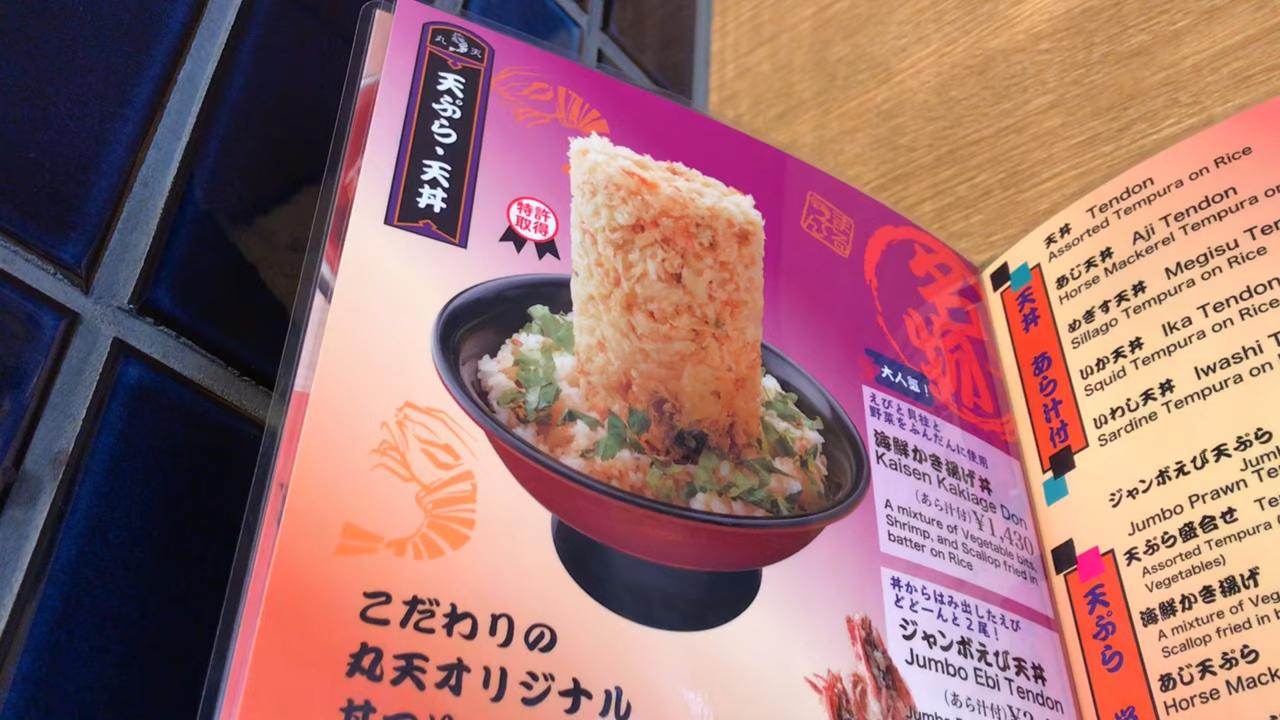 丸天
天ぷら・天丼
特許
取得
名物
大人気!
えびと貝柱と
野菜をふんだんに使用
海鮮かき揚げ丼
Kaisen Kakiage Don
(あら汁付)¥1,430
A mixture of Vegetable bits,
Shrimp, and Scallop fried in
batter on Rice
丼からはみ出したえび
どどーんと2尾!
ジャンボえび天丼
Jumbo Ebi Tendon
(あら汁付)¥
こだわりの
丸天オリジナル
天丼 あら汁付
天丼 Tendon
Assorted Tempura on Rice
あじ天丼 Aji Tendon
Horse Mackerel Tempura on
めぎす天丼 Megisu
Sillago Tempura on Rice
いか天丼 Ika Tendon
Squid Tempura on Rice
いわし天丼 Iwashi
Sardine Tempura on
天ぷら
ジャンボえび天ぷら
Jumbo Prawn
天ぷら盛合せ
Assorted Tempura
Vegetables)
海鮮かき揚げ
A mixture of
Scallop fried in
あじ天ぷら
Horse